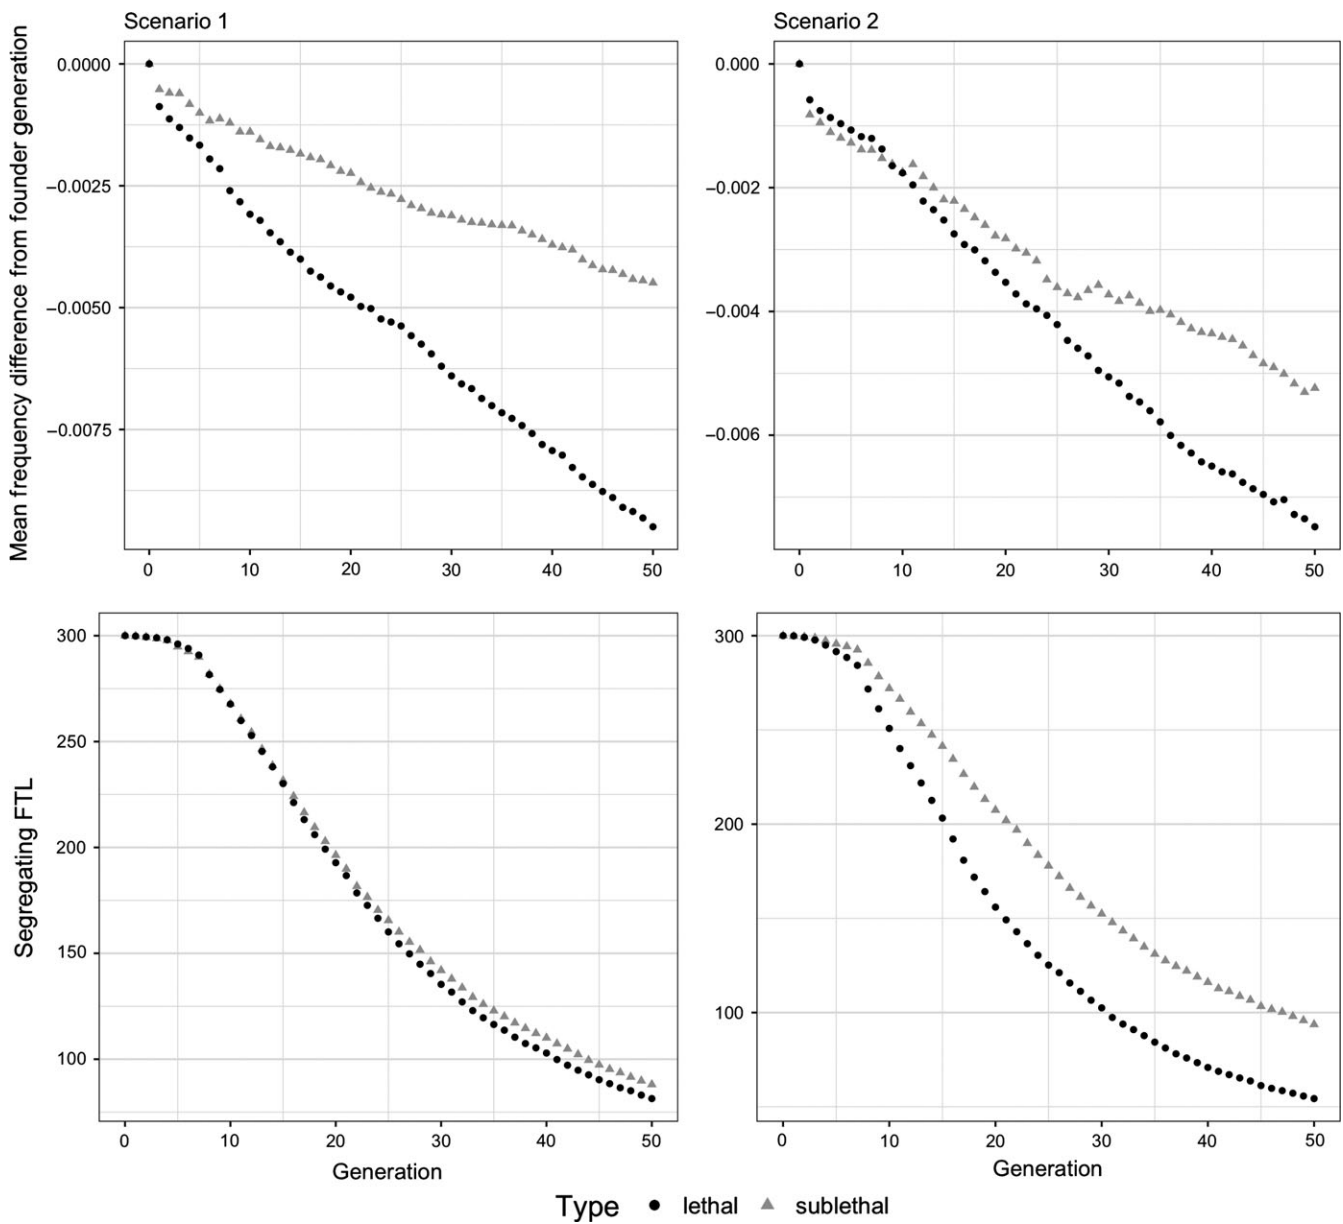 Scenario 1
Scenario 2
Mean frequency difference from founder generation
0.0000
−0.0025
−0.0050
−0.0075
0 10 20 30 40 50
0.000
−0.002
−0.004
−0.006
0 10 20 30 40 50
Segregating FTL
300
250
200
150
100
0 10 20 30 40 50
Generation
300
200
100
0 10 20 30 40 50
Generation
Type lethal sublethal